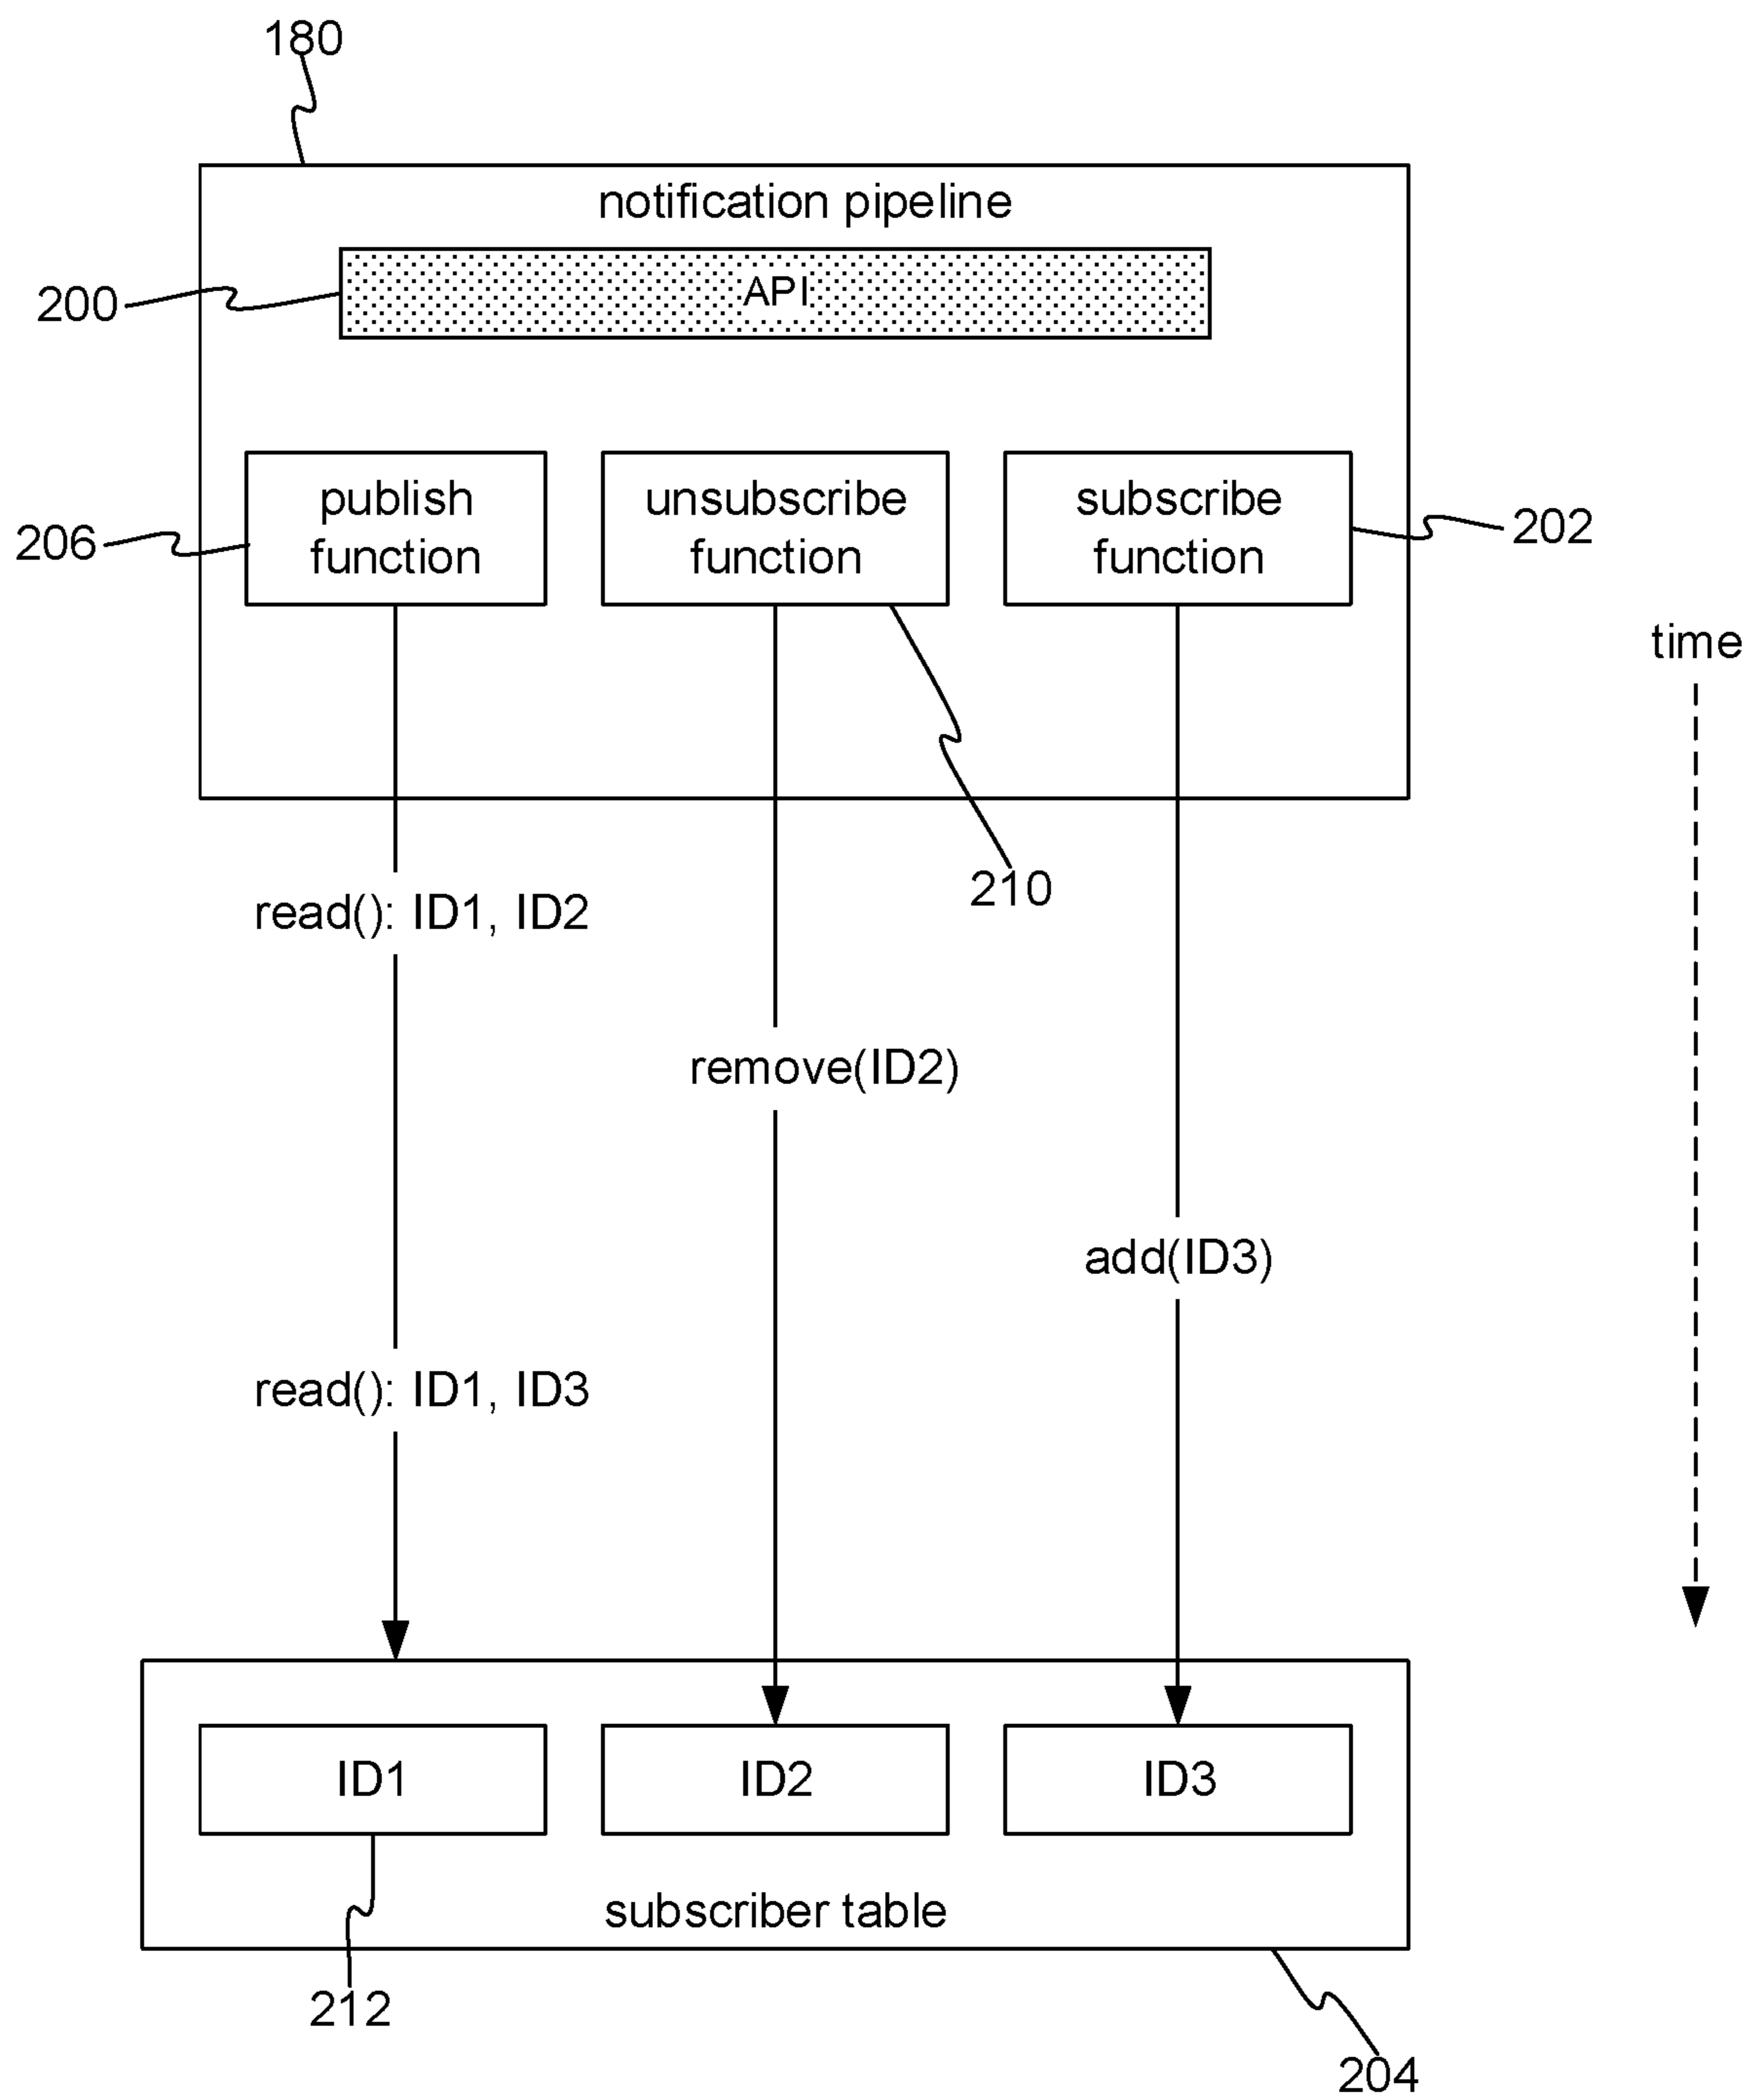 180
notification pipeline
200
API
publish
function
unsubscribe
function
subscribe
function
206
202
time
210
read(): ID1, ID2
remove(ID2)
add(ID3)
read(): ID1, ID3
ID1
ID2
ID3
subscriber table
212
204